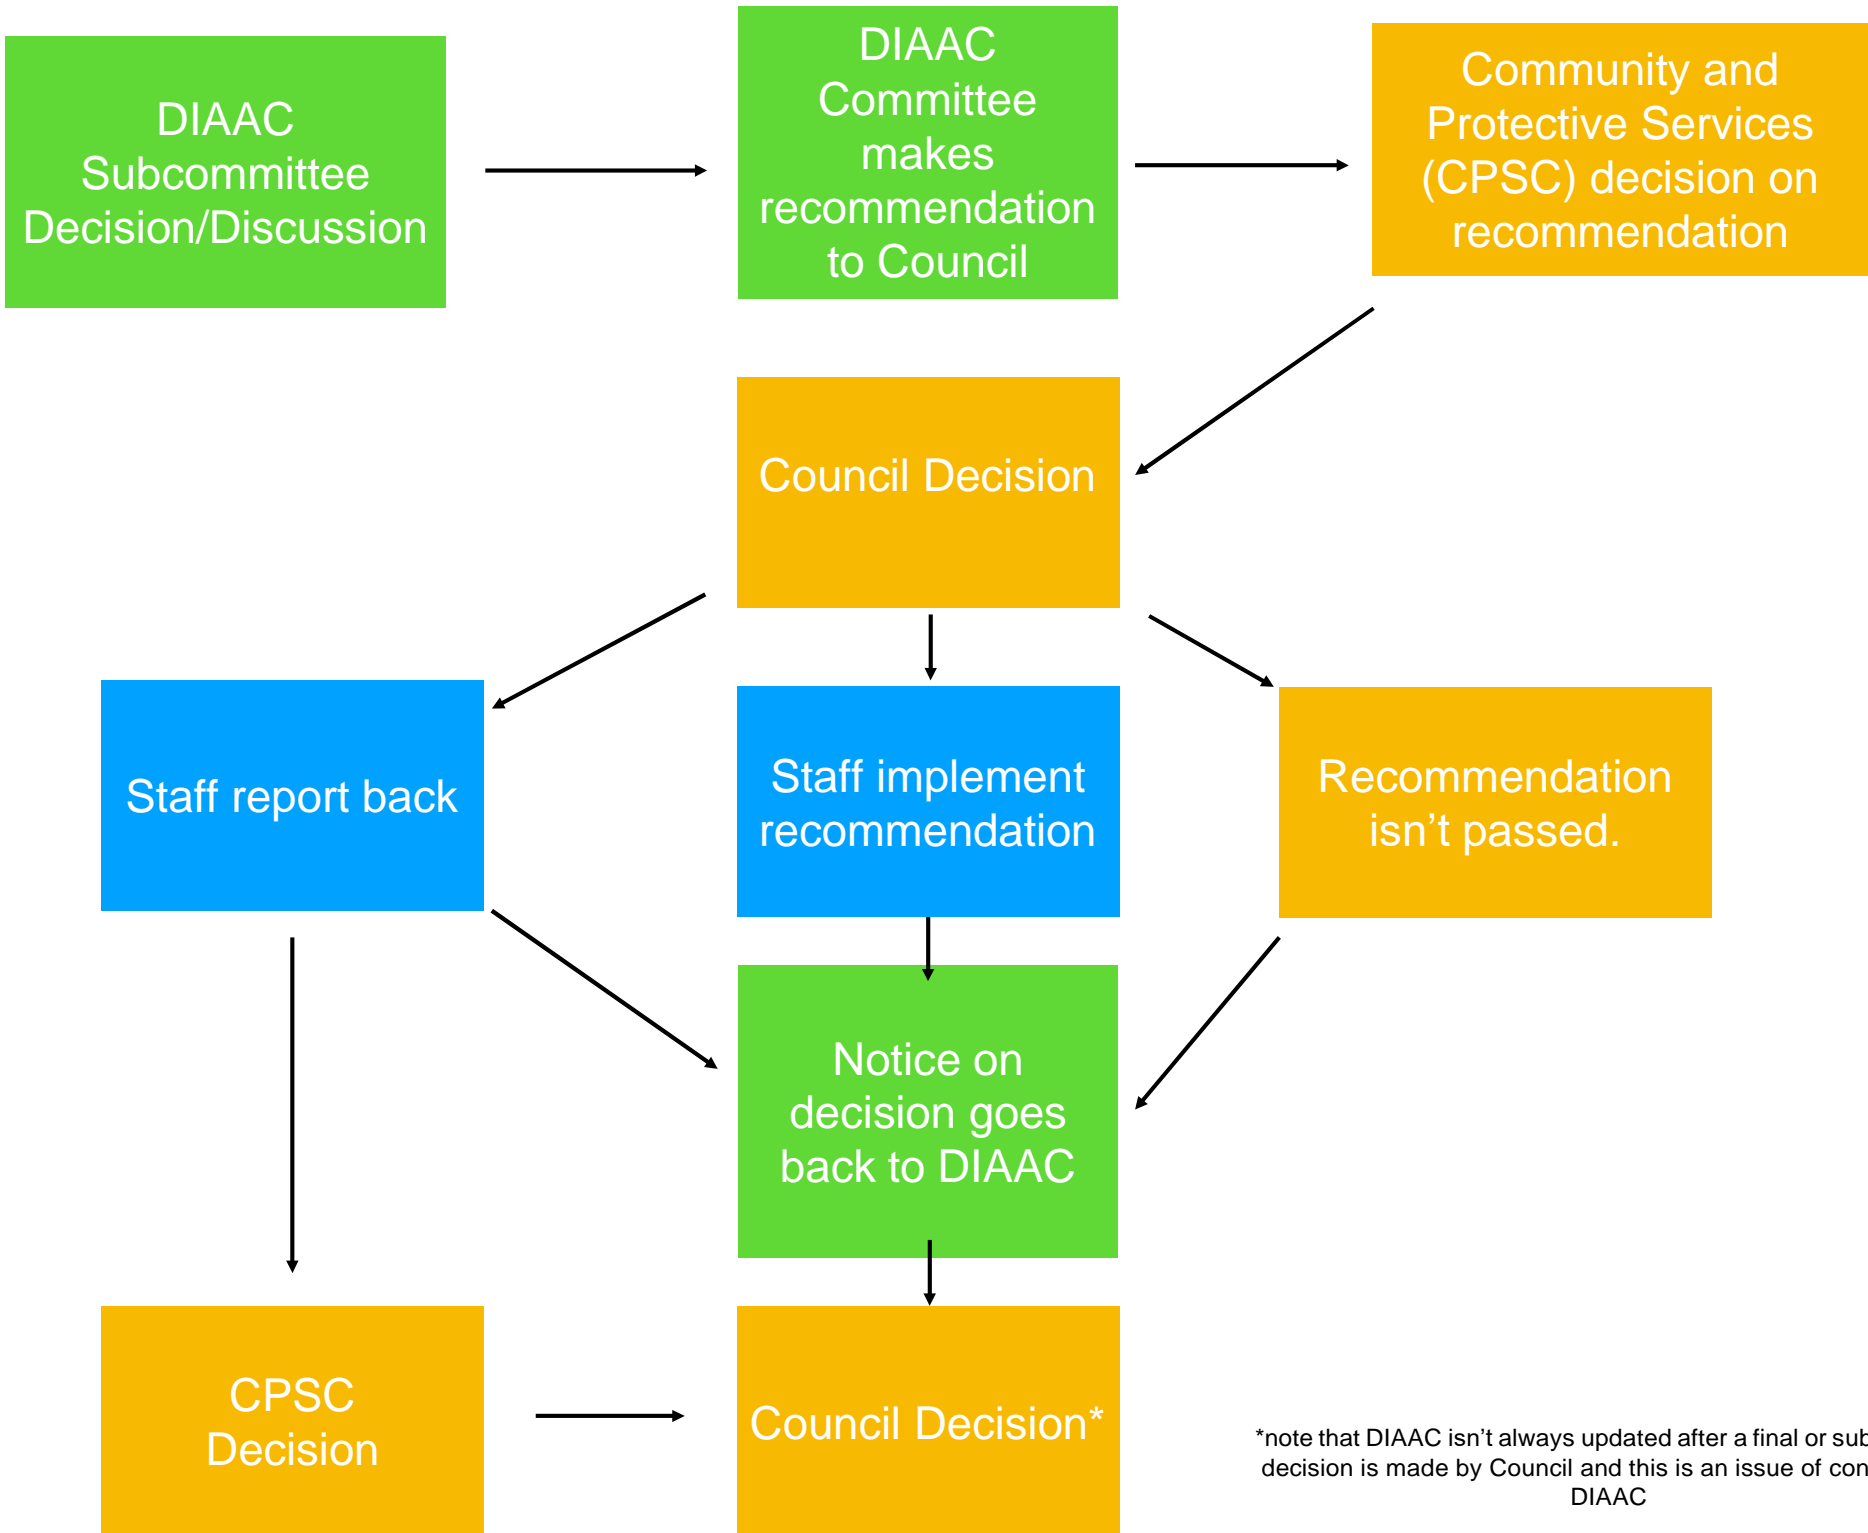 DIAAC
Subcommittee
Decision/Discussion
DIAAC
Committee
makes
recommendation
to Council
Community and
Protective Services
(CPSC) decision on
recommendation
Council Decision
Staff report back
Staff implement
recommendation
Recommendation
isn’t passed.
Notice on
decision goes
back to DIAAC
CPSC
Decision
Council Decision*
*note that DIAAC isn’t always updated after a final or
decision is made by Council and this is an issue of
DIAAC